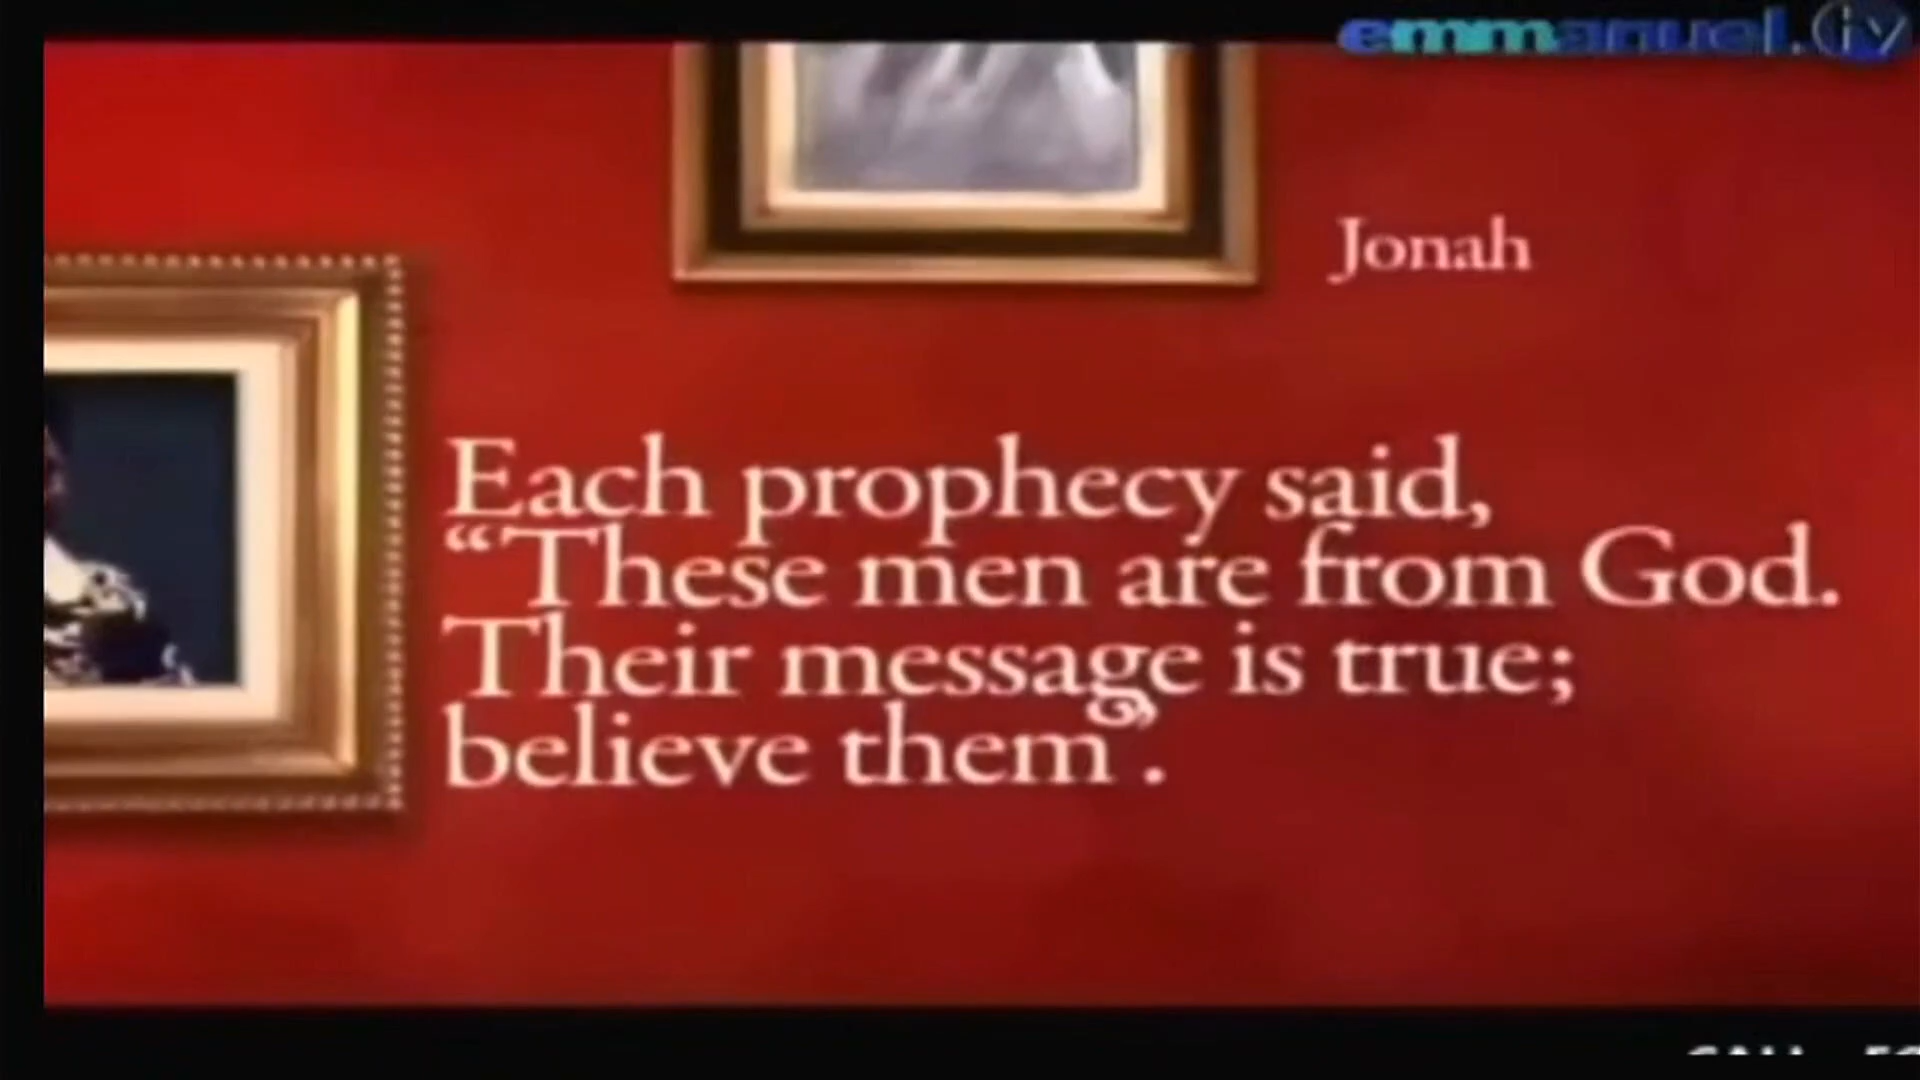 emmanuel.tv
Jonah
Each prophecy said,
“These men are from God.
Their message is true;
believe them”.